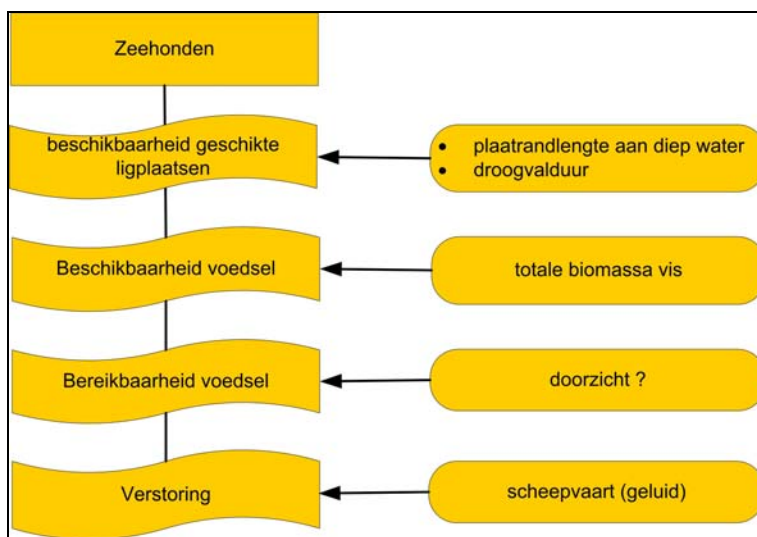 Zeehonden
beschikbaarheid geschikte
ligplaatsen
• plaatrandlengte aan diep water
• droogvalduur
Beschikbaarheid voedsel
totale biomassa vis
Bereikbaarheid voedsel
doorzicht ?
Verstoring
scheepvaart (geluid)